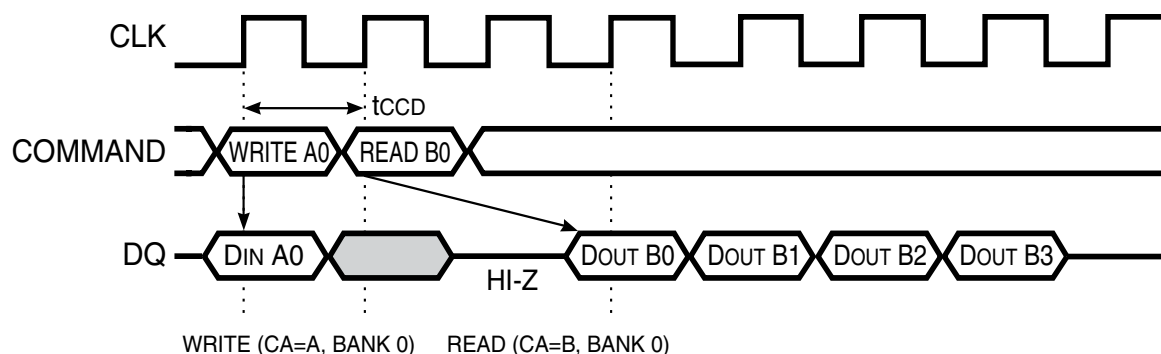 CLK
tCCD
COMMAND WRITE A0 READ B0
DQ DIN A0 HI-Z DOUT B0 DOUT B1 DOUT B2 DOUT B3
WRITE (CA=A, BANK 0) READ (CA=B, BANK 0)